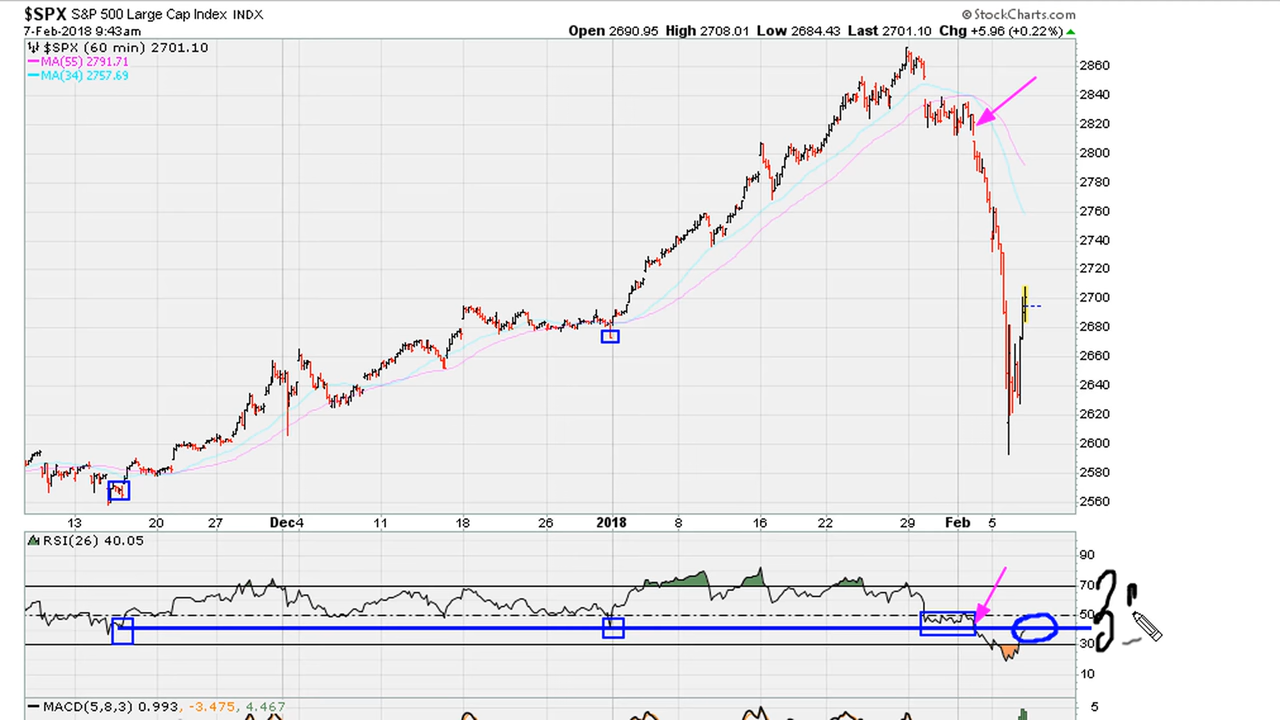 $SPX S&P 500 Large Cap Index INDX
© StockCharts.com
7-Feb-2018 9:43am
Open 2690.95 High 2708.01 Low 2684.43 Last 2701.10 Chg +5.96 (+0.22%)
$SPX (60 min) 2701.10
MA(55) 2791.71
MA(34) 2757.69
2860
2840
2820
2800
2780
2760
2740
2720
2700
2680
2660
2640
2620
2600
2580
2560
13 20 27 Dec4 11 18 26 2018 8 16 22 29 Feb 5
RSI(26) 40.05
90
70
50
30
10
MACD(5,8,3) 0.993, -3.475, 4.467
5